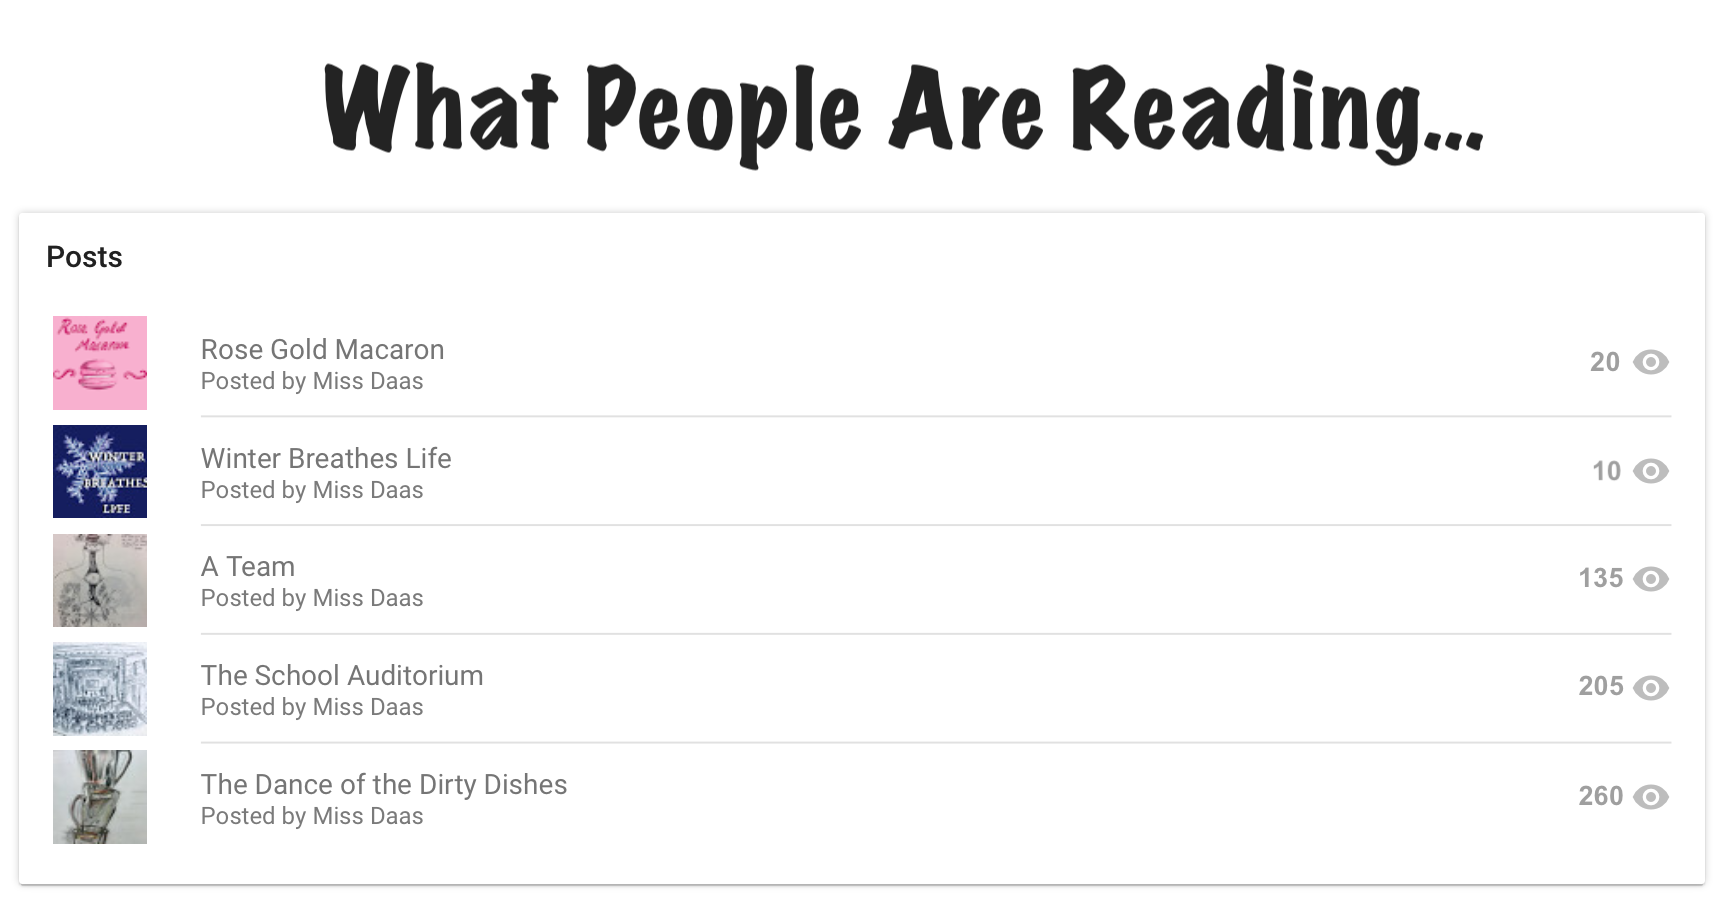 What People Are Reading...
Posts
Rose Gold
Macaron
Rose Gold Macaron
Posted by Miss Daas
20
WINTER
BREATHES
LIFE
Winter Breathes Life
Posted by Miss Daas
10
A Team
Posted by Miss Daas
135
The School Auditorium
Posted by Miss Daas
205
The Dance of the Dirty Dishes
Posted by Miss Daas
260